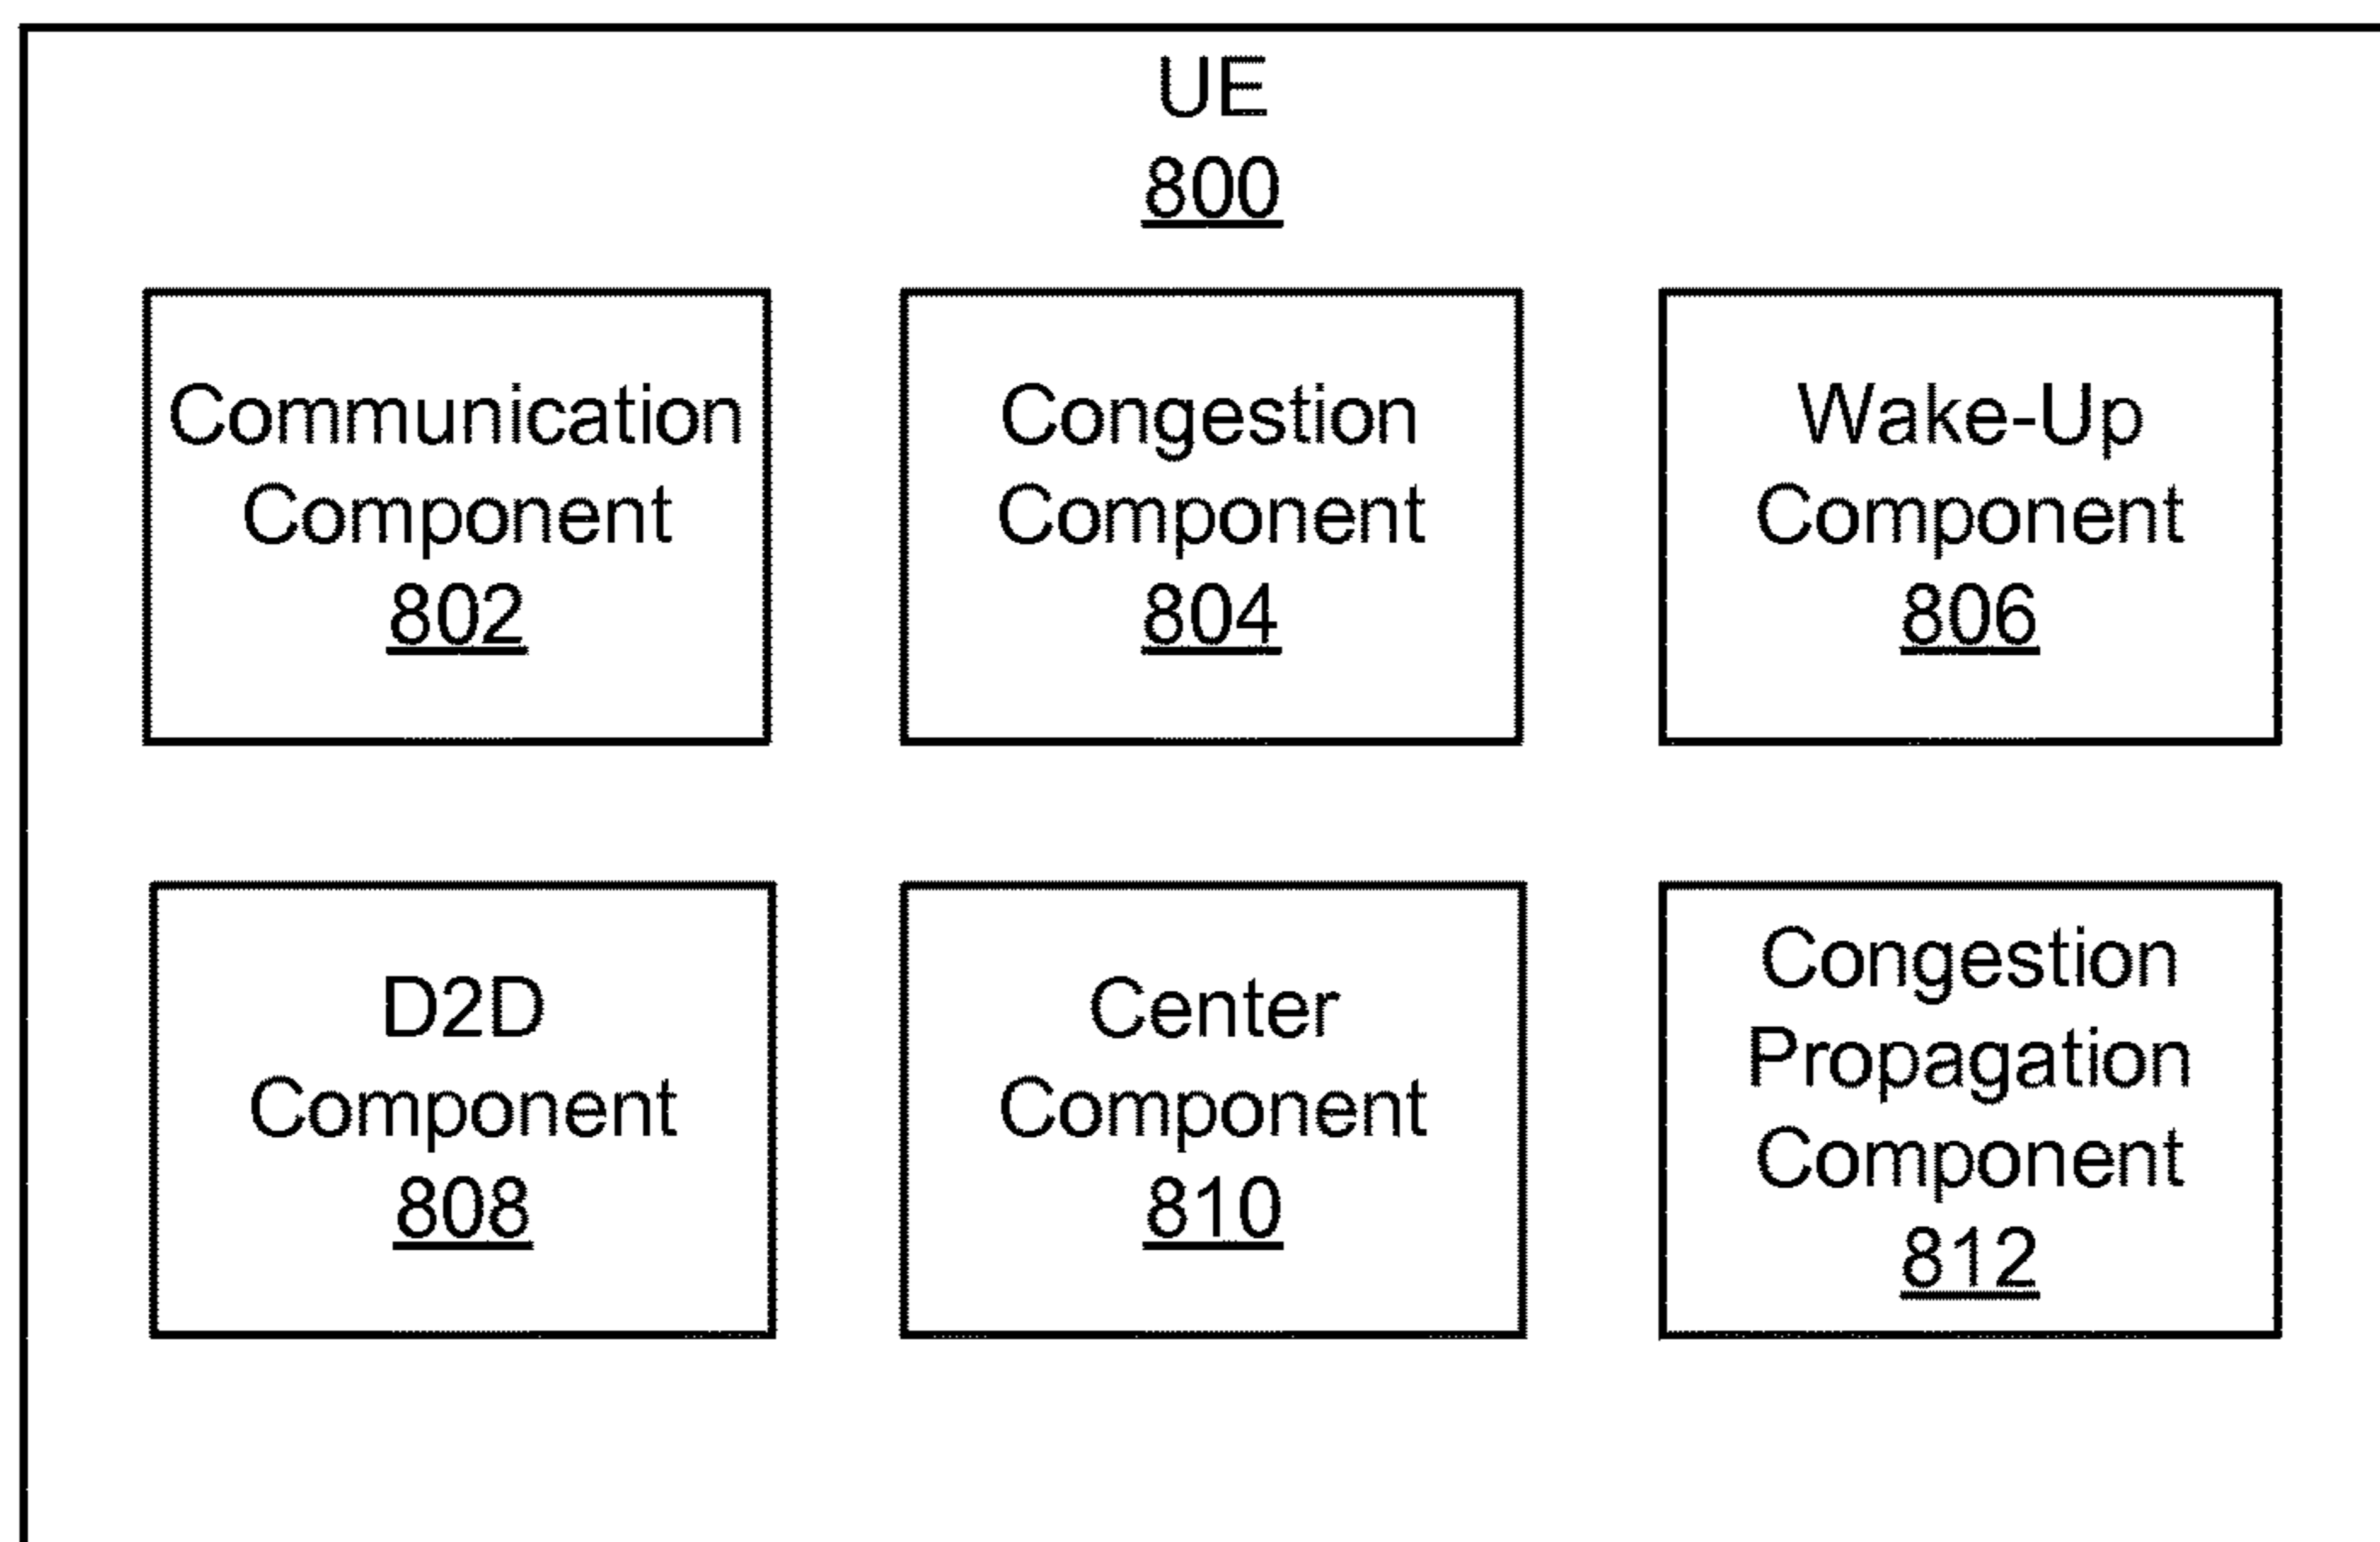 UE
800
Communication
Component
802
Congestion
Component
804
Wake-Up
Component
806
D2D
Component
808
Center
Component
810
Congestion
Propagation
Component
812